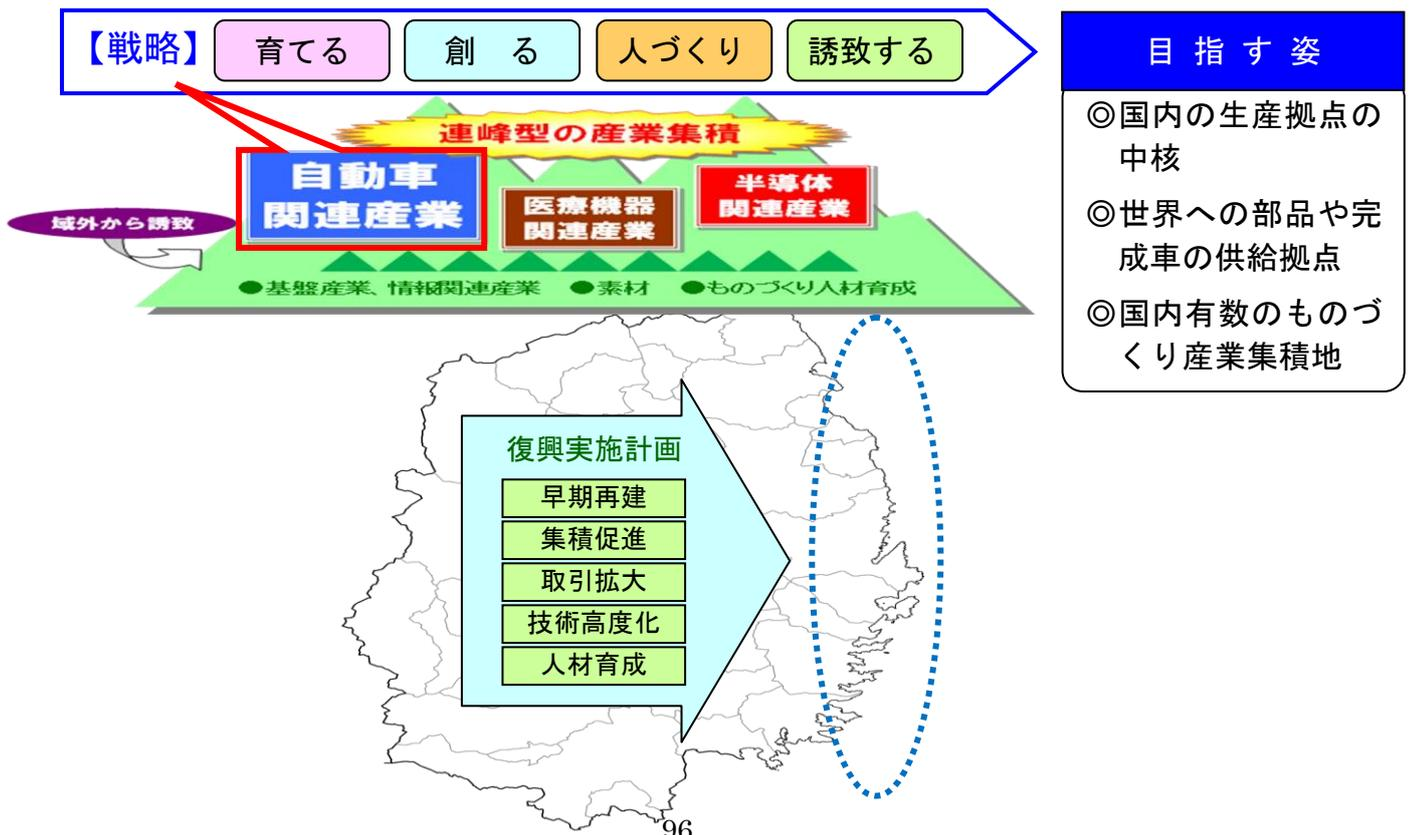 【戦略】 育てる 創　る 人づくり 誘致する
目 指 す 姿
◎国内の生産拠点の
中核
◎世界への部品や完
成車の供給拠点
◎国内有数のものづ
くり産業集積地
連峰型の産業集積
自動車
関連産業
医療機器
関連産業
半導体
関連産業
域外から誘致
●基盤産業、情報関連産業 ●素材 ●ものづくり人材育成
復興実施計画
早期再建
集積促進
取引拡大
技術高度化
人材育成
96